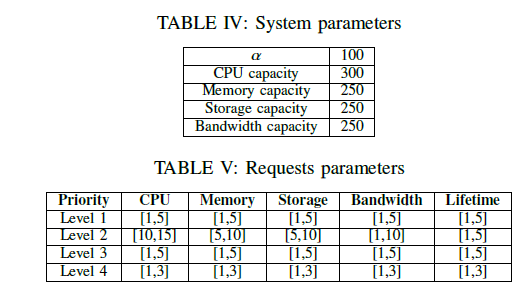 TABLE IV: System parameters
α 100
CPU capacity 300
Memory capacity 250
Storage capacity 250
Bandwidth capacity 250
TABLE V: Requests parameters
Priority CPU Memory Storage Bandwidth Lifetime
Level 1 [1,5] [1,5] [1,5] [1,5] [1,5]
Level 2 [10,15] [5,10] [5,10] [1,10] [1,5]
Level 3 [1,5] [1,5] [1,5] [1,5] [1,5]
Level 4 [1,3] [1,3] [1,3] [1,3] [1,3]